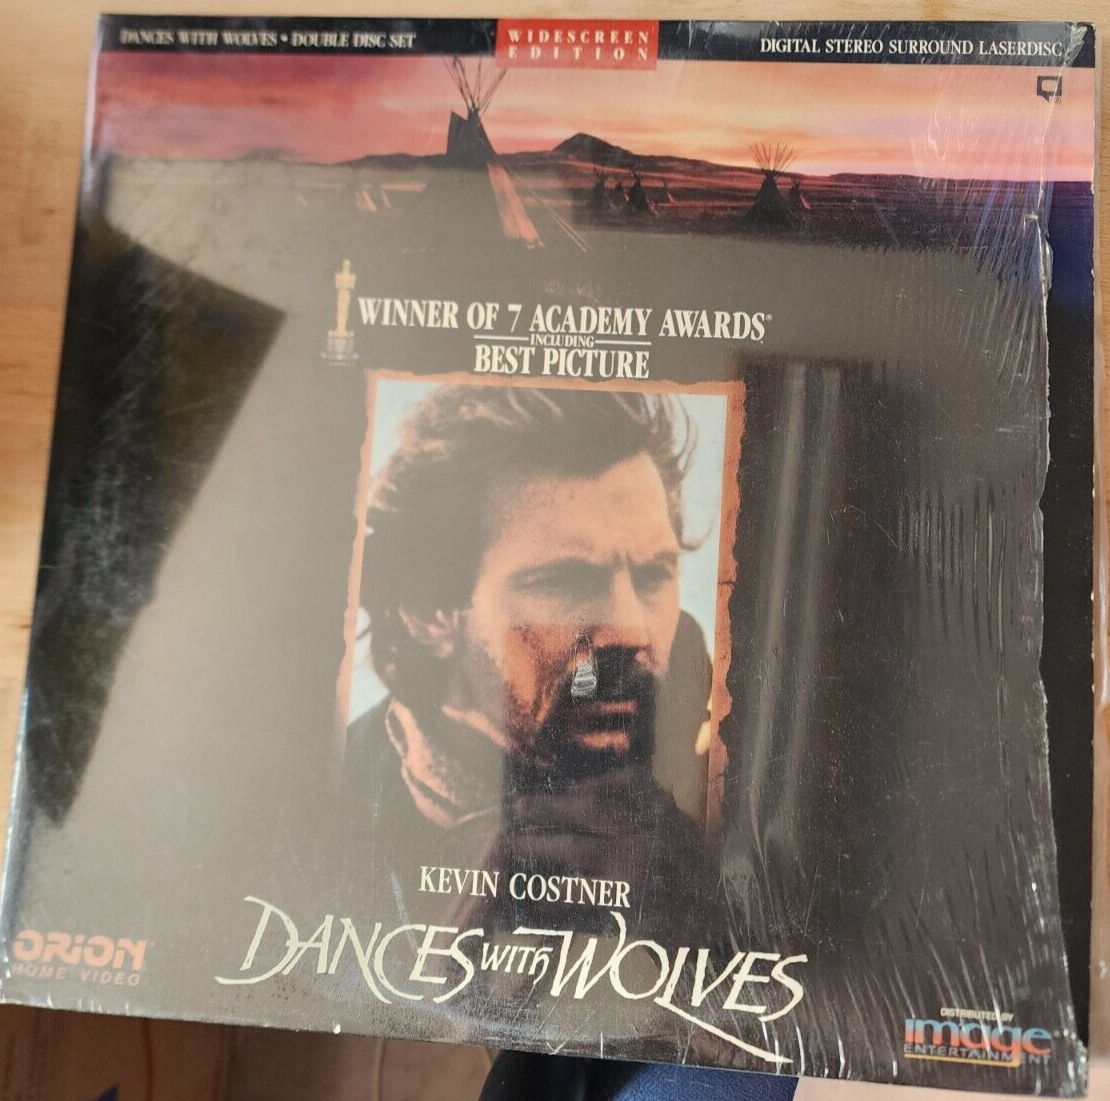 DANCES WITH WOLVES • DOUBLE DISC SET
WIDESCREEN
EDITION
DIGITAL STEREO SURROUND LASERDISC
WINNER OF 7 ACADEMY AWARDS®
INCLUDING
BEST PICTURE
KEVIN COSTNER
DANCES WITH WOLVES
ORION
HOME VIDEO
DISTRIBUTED BY
image
ENTERTAINMENT